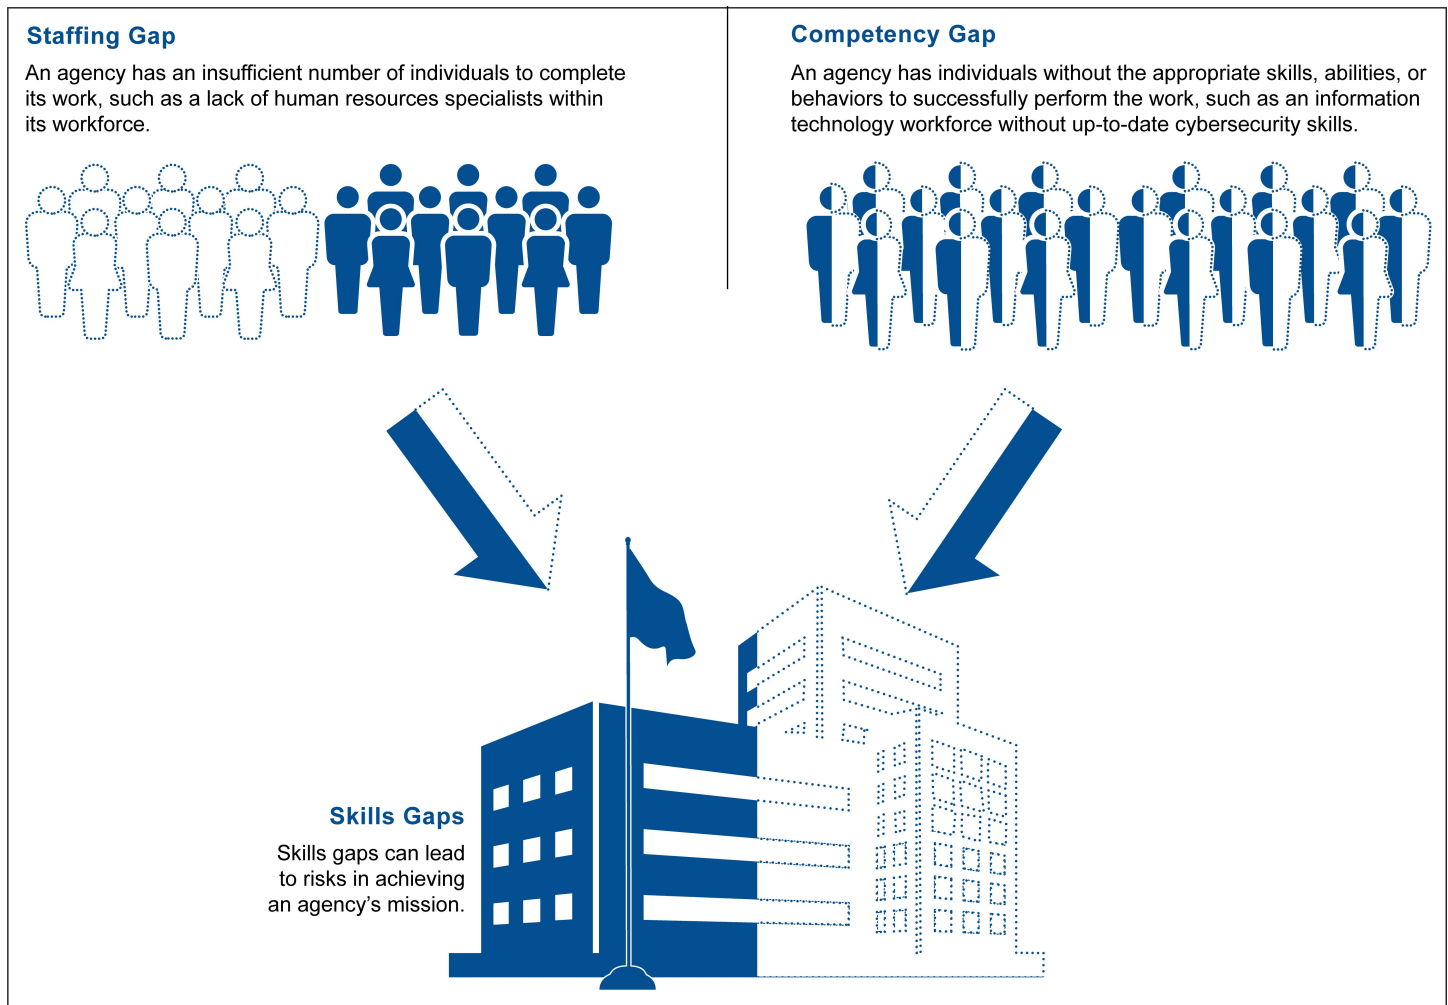 Staffing Gap
An agency has an insufficient number of individuals to complete
its work, such as a lack of human resources specialists within
its workforce.
Competency Gap
An agency has individuals without the appropriate skills, abilities, or
behaviors to successfully perform the work, such as an information
technology workforce without up-to-date cybersecurity skills.
Skills Gaps
Skills gaps can lead
to risks in achieving
an agency’s mission.